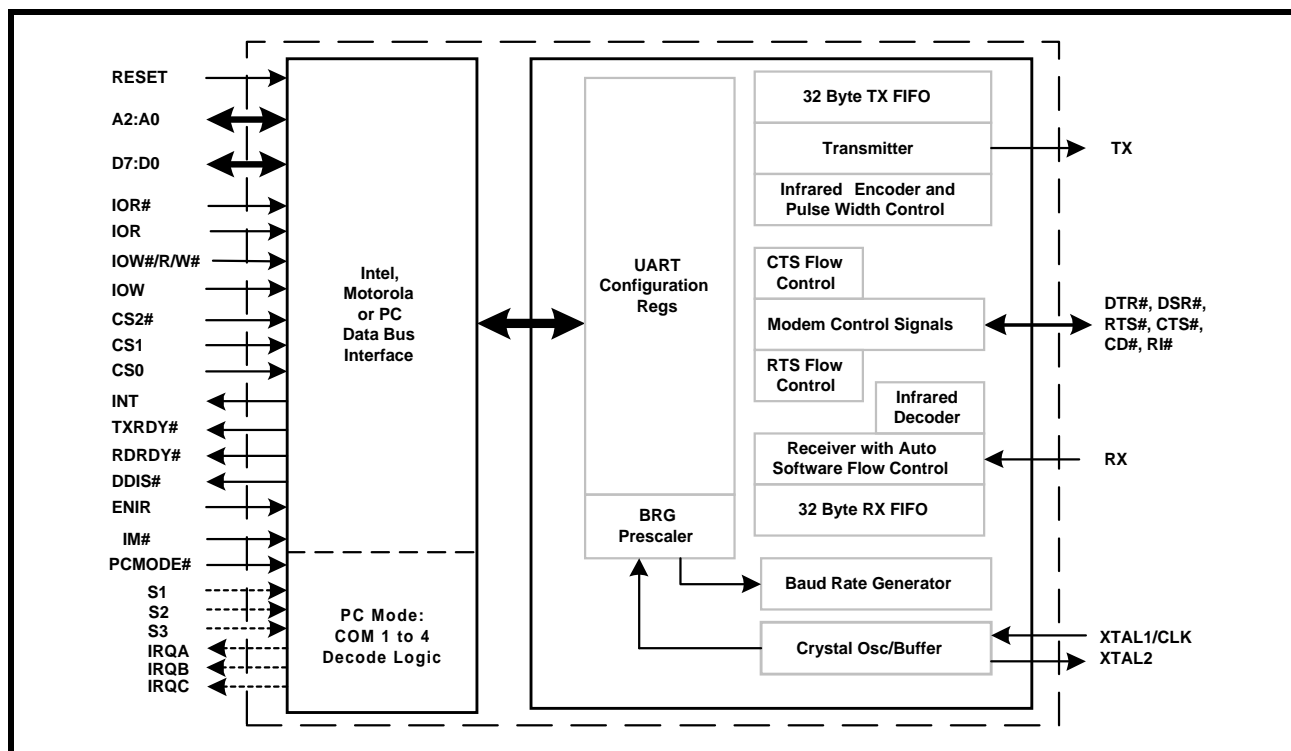 RESET
A2:A0
D7:D0
IOR#
IOR
IOW#/R/W#
IOW
CS2#
CS1
CS0
INT
TXRDY#
RDRDY#
DDIS#
ENIR
IM#
PCMODE#
S1
S2
S3
IRQA
IRQB
IRQC
Intel,
Motorola
or PC
Data Bus
Interface
PC Mode:
COM 1 to 4
Decode Logic
UART
Configuration
Regs
BRG
Prescaler
32 Byte TX FIFO
Transmitter
Infrared Encoder and
Pulse Width Control
CTS Flow
Control
Modem Control Signals
RTS Flow
Control
Infrared
Decoder
Receiver with Auto
Software Flow Control
32 Byte RX FIFO
Baud Rate Generator
Crystal Osc/Buffer
TX
DTR#, DSR#,
RTS#, CTS#,
CD#, RI#
RX
XTAL1/CLK
XTAL2